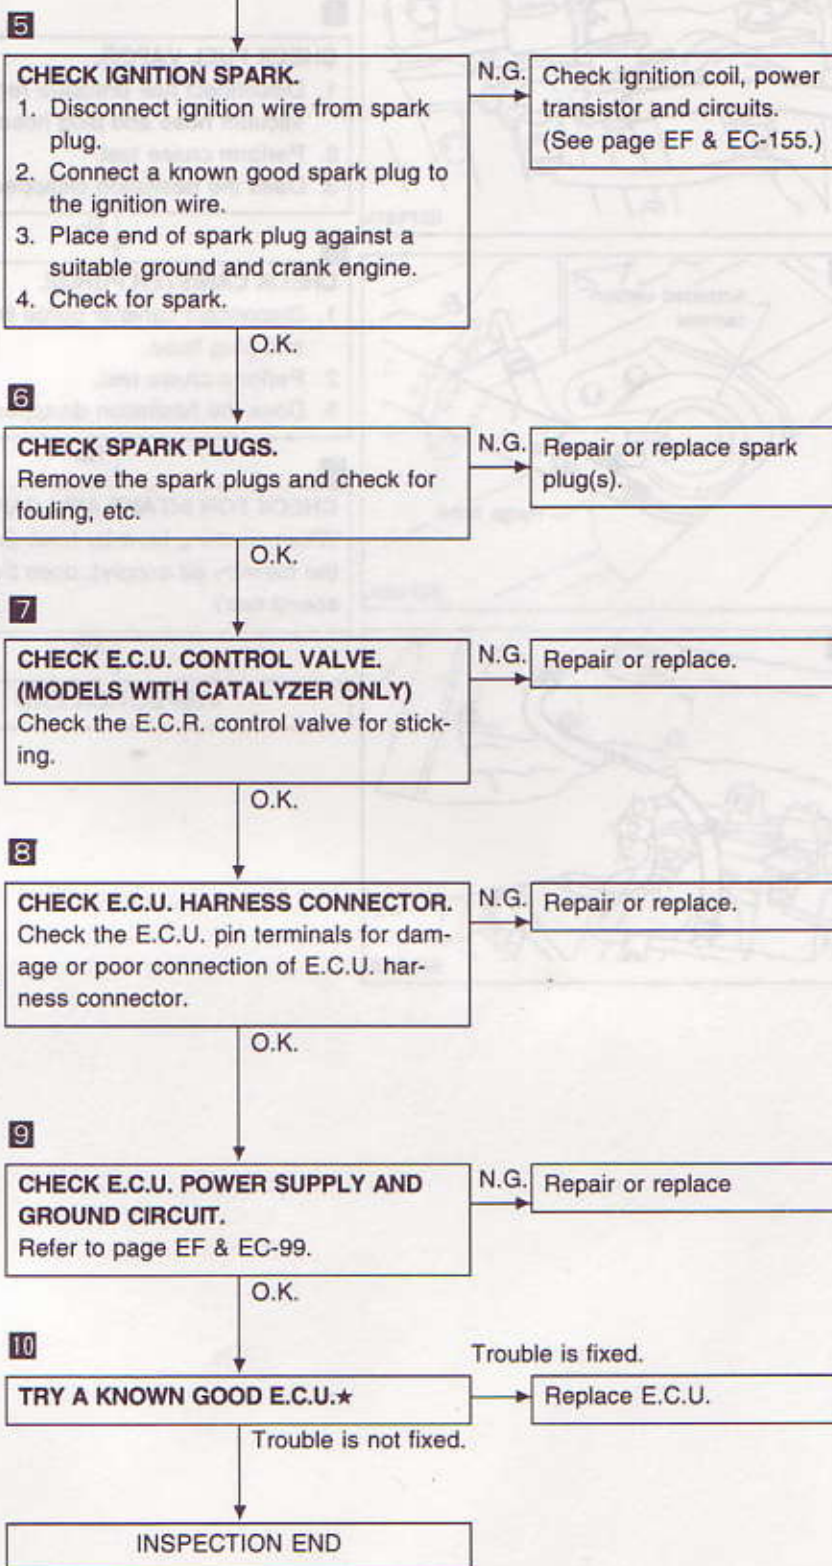 5
CHECK IGNITION SPARK.
1. Disconnect ignition wire from spark
plug.
2. Connect a known good spark plug to
the ignition wire.
3. Place end of spark plug against a
suitable ground and crank engine.
4. Check for spark.
N.G.
Check ignition coil, power
transistor and circuits.
(See page EF & EC-155.)
O.K.
6
CHECK SPARK PLUGS.
Remove the spark plugs and check for
fouling, etc.
N.G.
Repair or replace spark
plug(s).
O.K.
7
CHECK E.C.U. CONTROL VALVE.
(MODELS WITH CATALYZER ONLY)
Check the E.C.R. control valve for stick-
ing.
N.G.
Repair or replace.
O.K.
8
CHECK E.C.U. HARNESS CONNECTOR.
Check the E.C.U. pin terminals for dam-
age or poor connection of E.C.U. har-
ness connector.
N.G.
Repair or replace.
O.K.
9
CHECK E.C.U. POWER SUPPLY AND
GROUND CIRCUIT.
Refer to page EF & EC-99.
N.G.
Repair or replace
O.K.
10
TRY A KNOWN GOOD E.C.U.★
Trouble is fixed.
Replace E.C.U.
Trouble is not fixed.
INSPECTION END